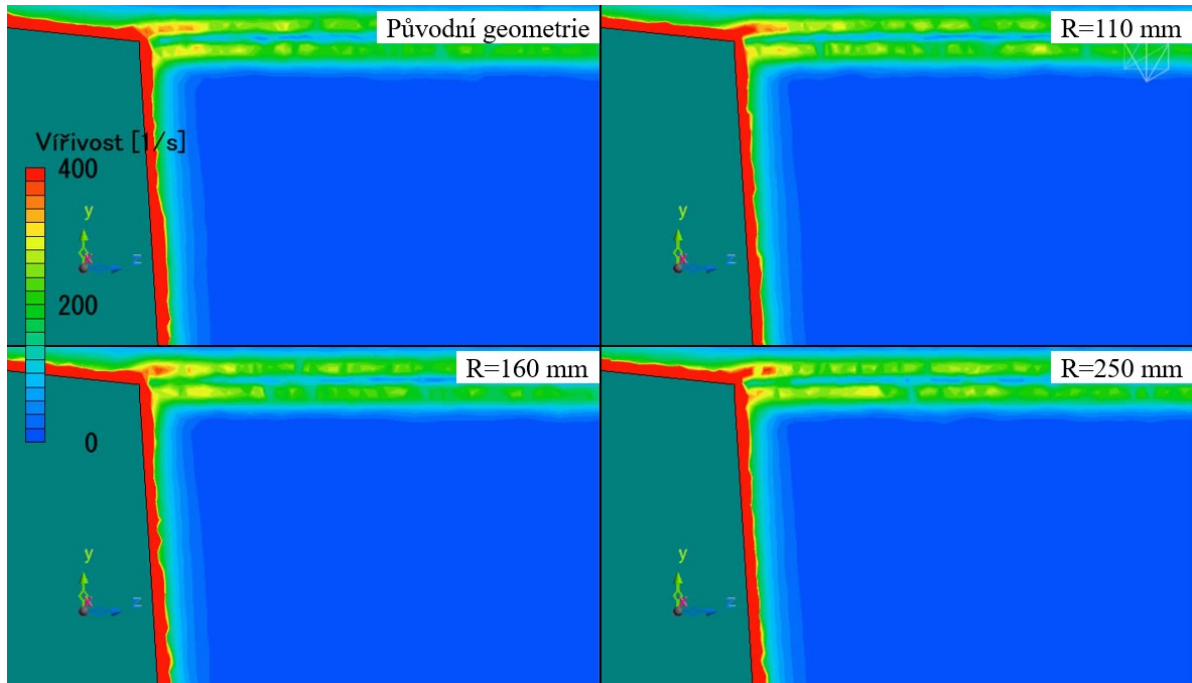 Původní geometrie
R=110 mm
Vířivost [1/s]
400
y
z
x
200
0
y
z
x
R=160 mm
R=250 mm
y
z
x
y
z
x